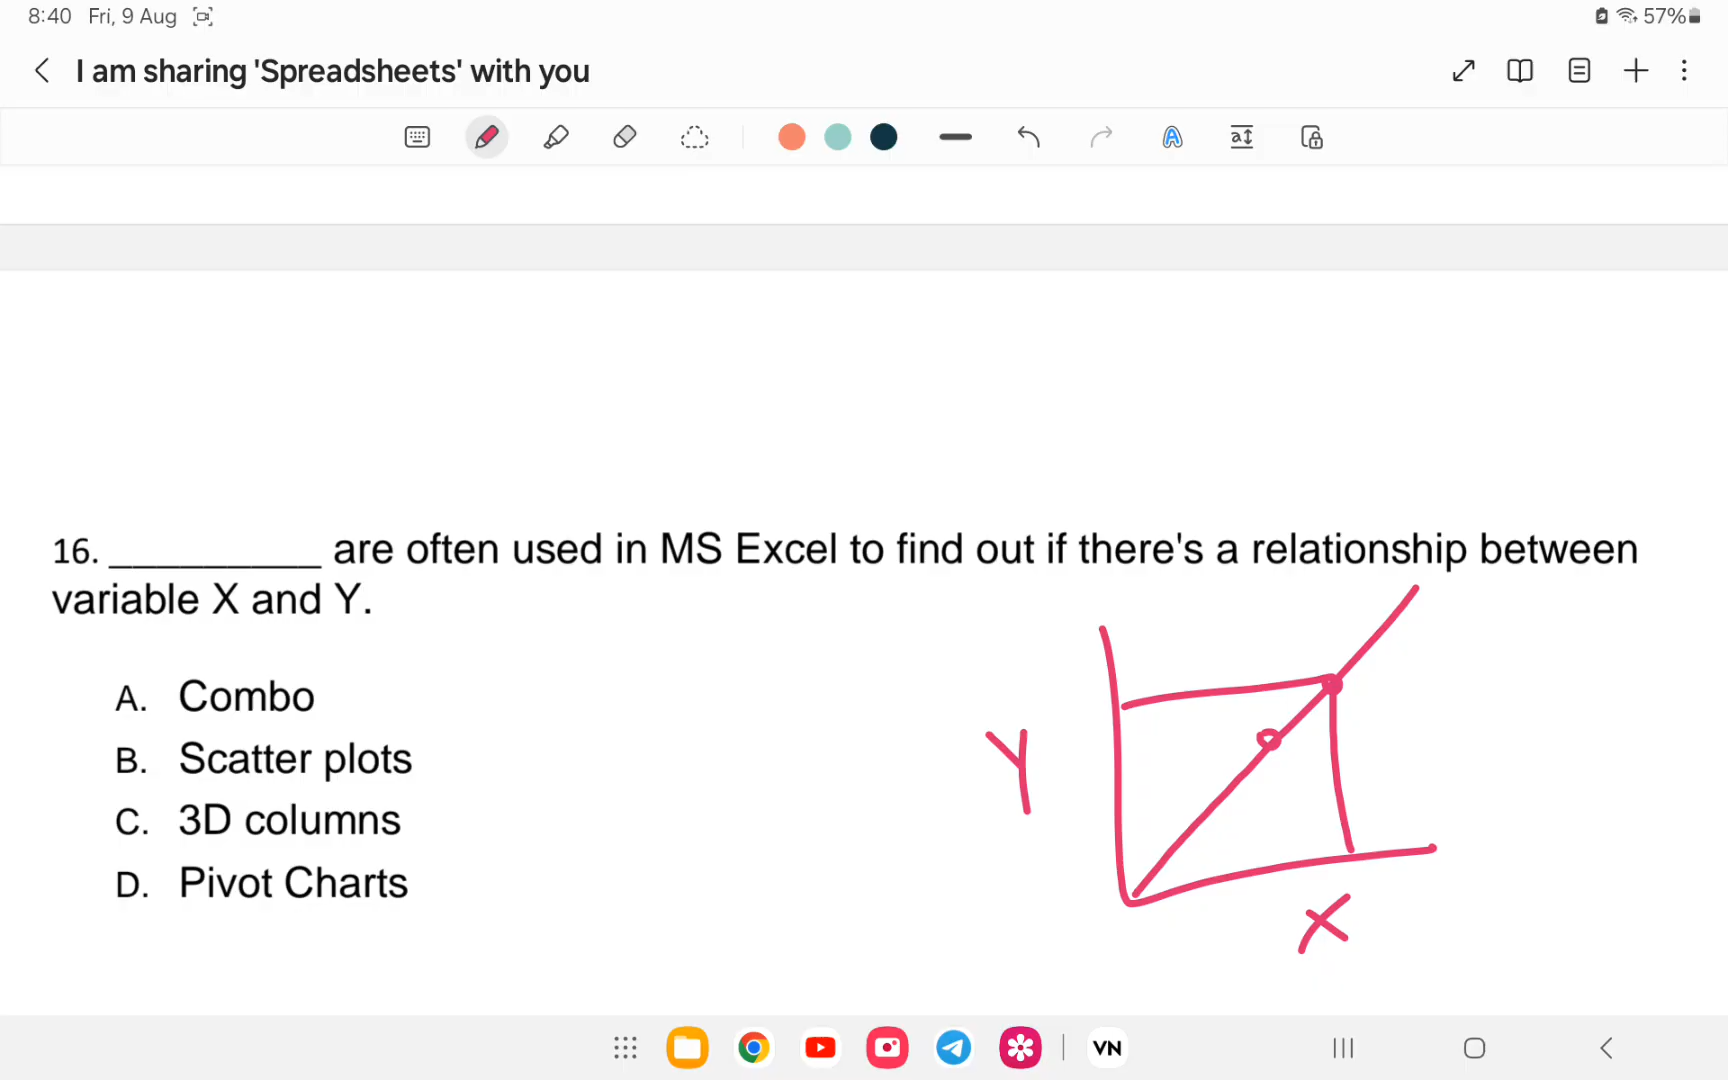 8:40 Fri, 9 Aug 57%
I am sharing 'Spreadsheets' with you
16. __________ are often used in MS Excel to find out if there's a relationship between
variable X and Y.
A. Combo
B. Scatter plots
C. 3D columns
D. Pivot Charts
Y
X
VN